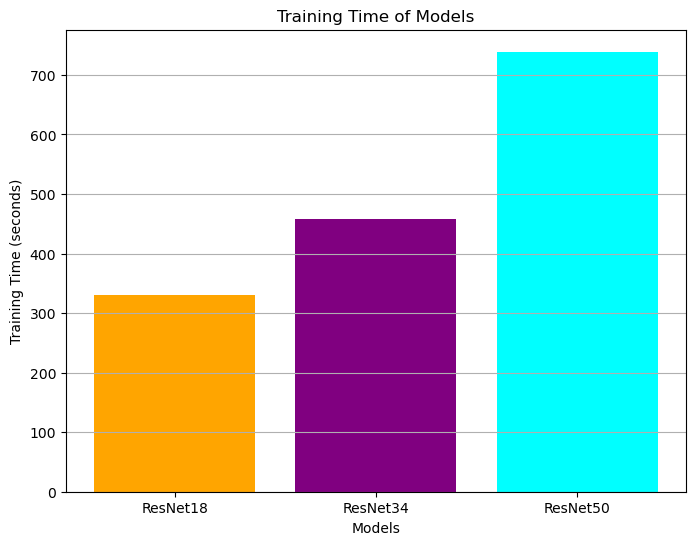 Training Time of Models
Training Time (seconds)
700
600
500
400
300
200
100
0
ResNet18 ResNet34 ResNet50
Models